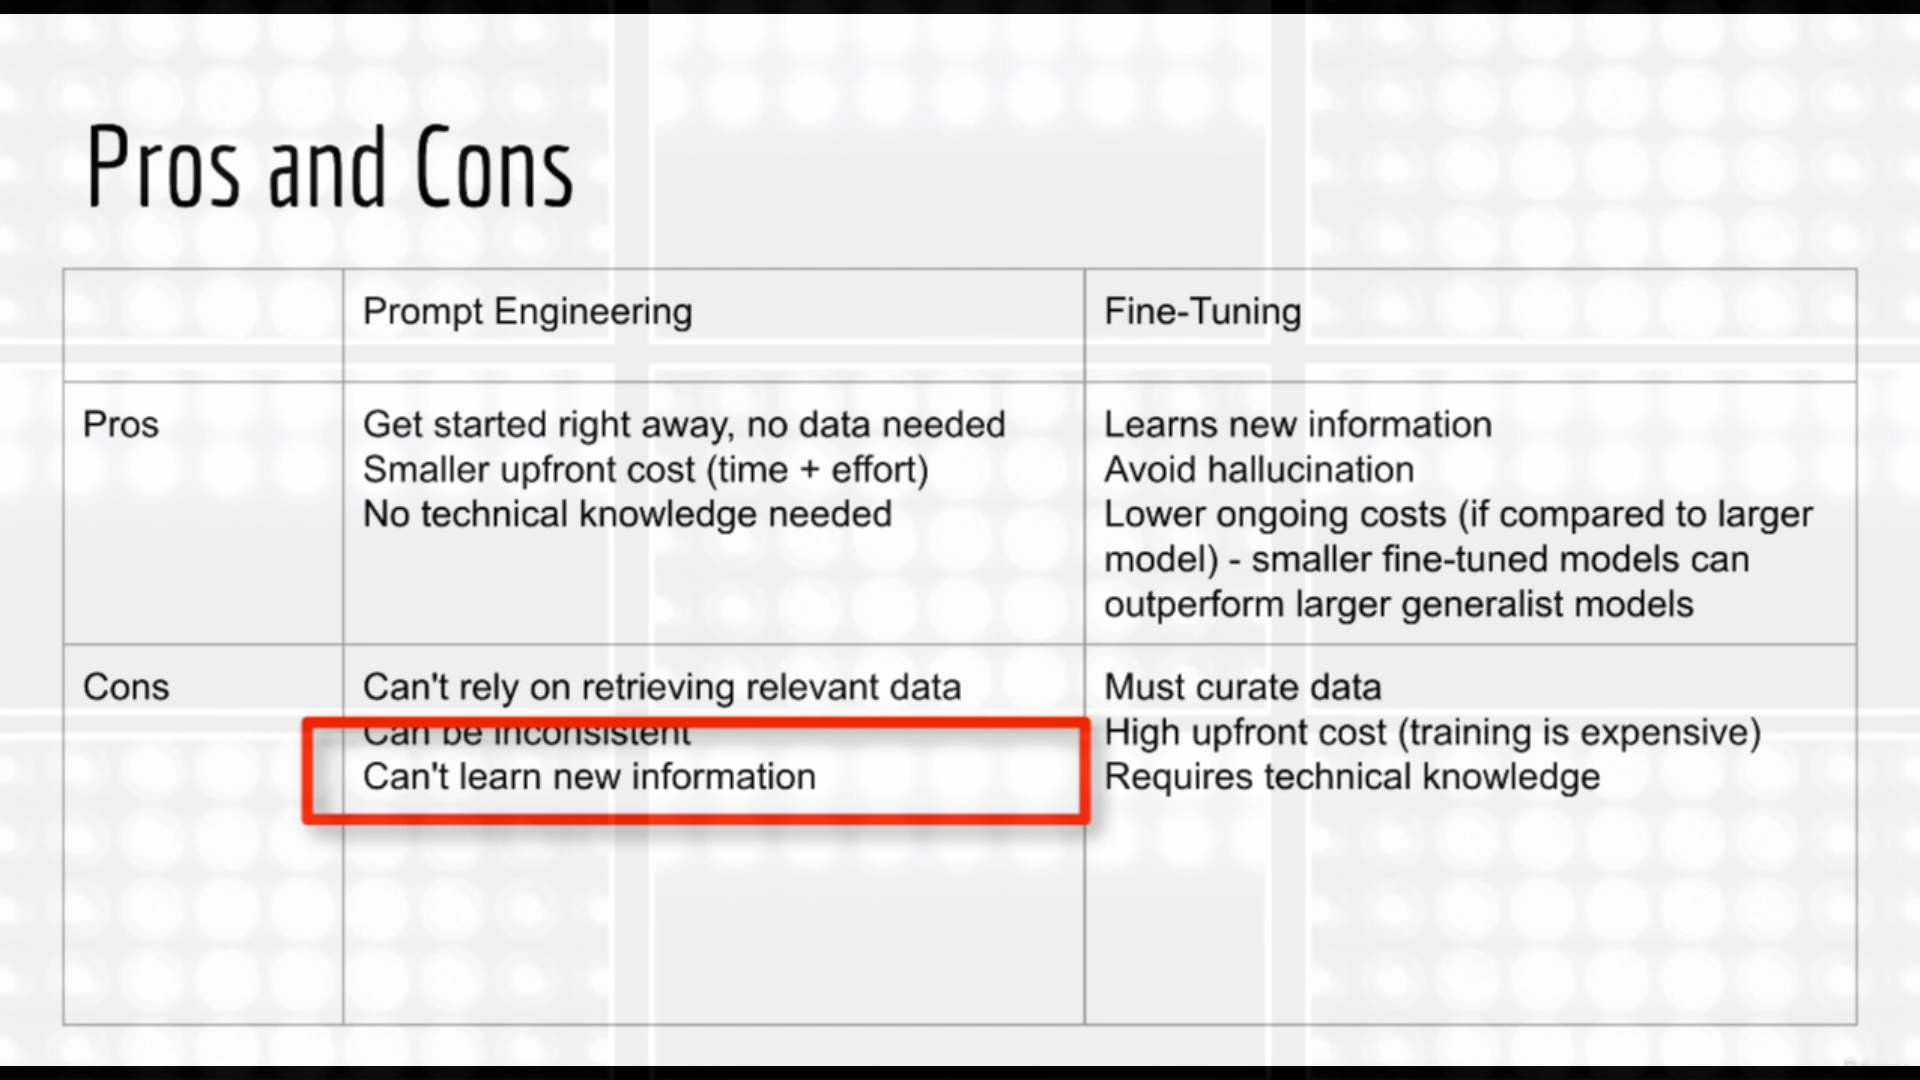 Pros and Cons
Prompt Engineering
Fine-Tuning
Pros
Get started right away, no data needed
Smaller upfront cost (time + effort)
No technical knowledge needed
Learns new information
Avoid hallucination
Lower ongoing costs (if compared to larger
model) - smaller fine-tuned models can
outperform larger generalist models
Cons
Can't rely on retrieving relevant data
Can be inconsistent
Can't learn new information
Must curate data
High upfront cost (training is expensive)
Requires technical knowledge